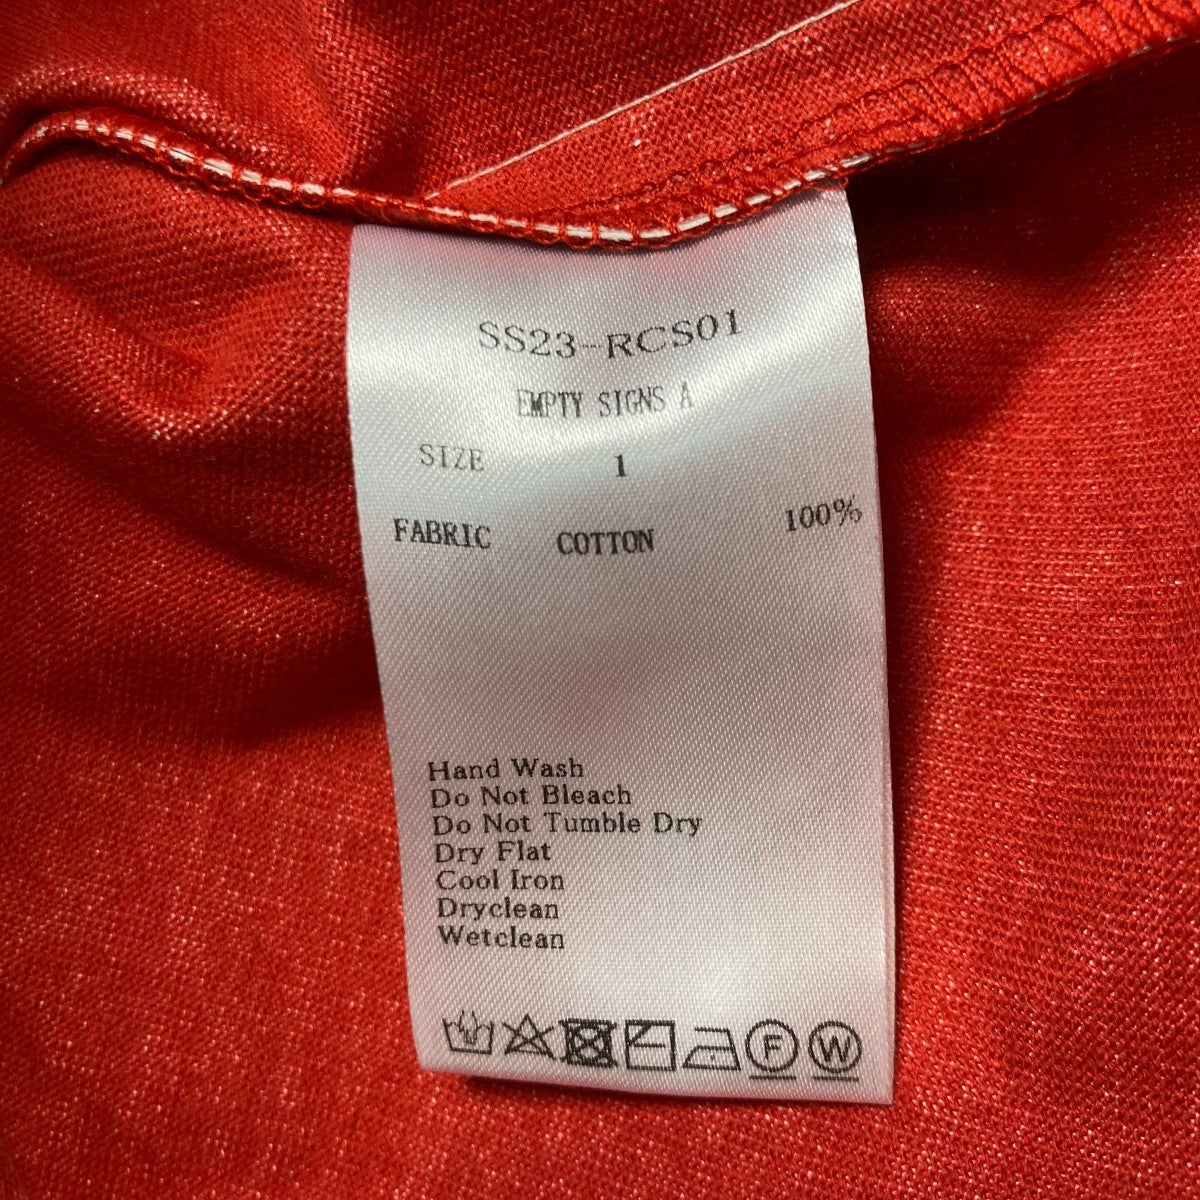 SS23-RCS01
EMPTY SIGNS A
SIZE 1
FABRIC COTTON 100%
Hand Wash
Do Not Bleach
Do Not Tumble Dry
Dry Flat
Cool Iron
Dryclean
Wetclean
F W